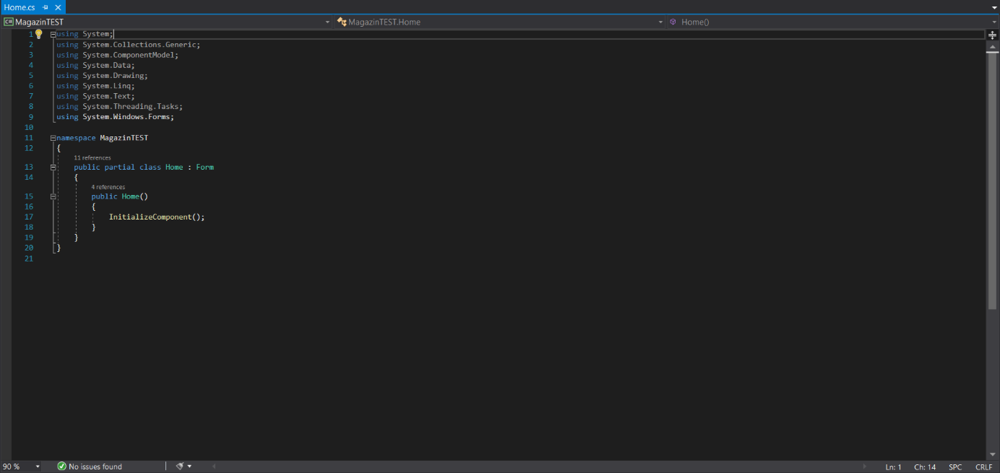 Home.cs
C# MagazinTEST MagazinTEST.Home Home()
1 using System;
2 using System.Collections.Generic;
3 using System.ComponentModel;
4 using System.Data;
5 using System.Drawing;
6 using System.Linq;
7 using System.Text;
8 using System.Threading.Tasks;
9 using System.Windows.Forms;
10
11 namespace MagazinTEST
12 {
11 references
13 public partial class Home : Form
14 {
4 references
15 public Home()
16 {
17 InitializeComponent();
18 }
19 }
20 }
21
90 % No issues found Ln: 1 Ch: 14 SPC CRLF